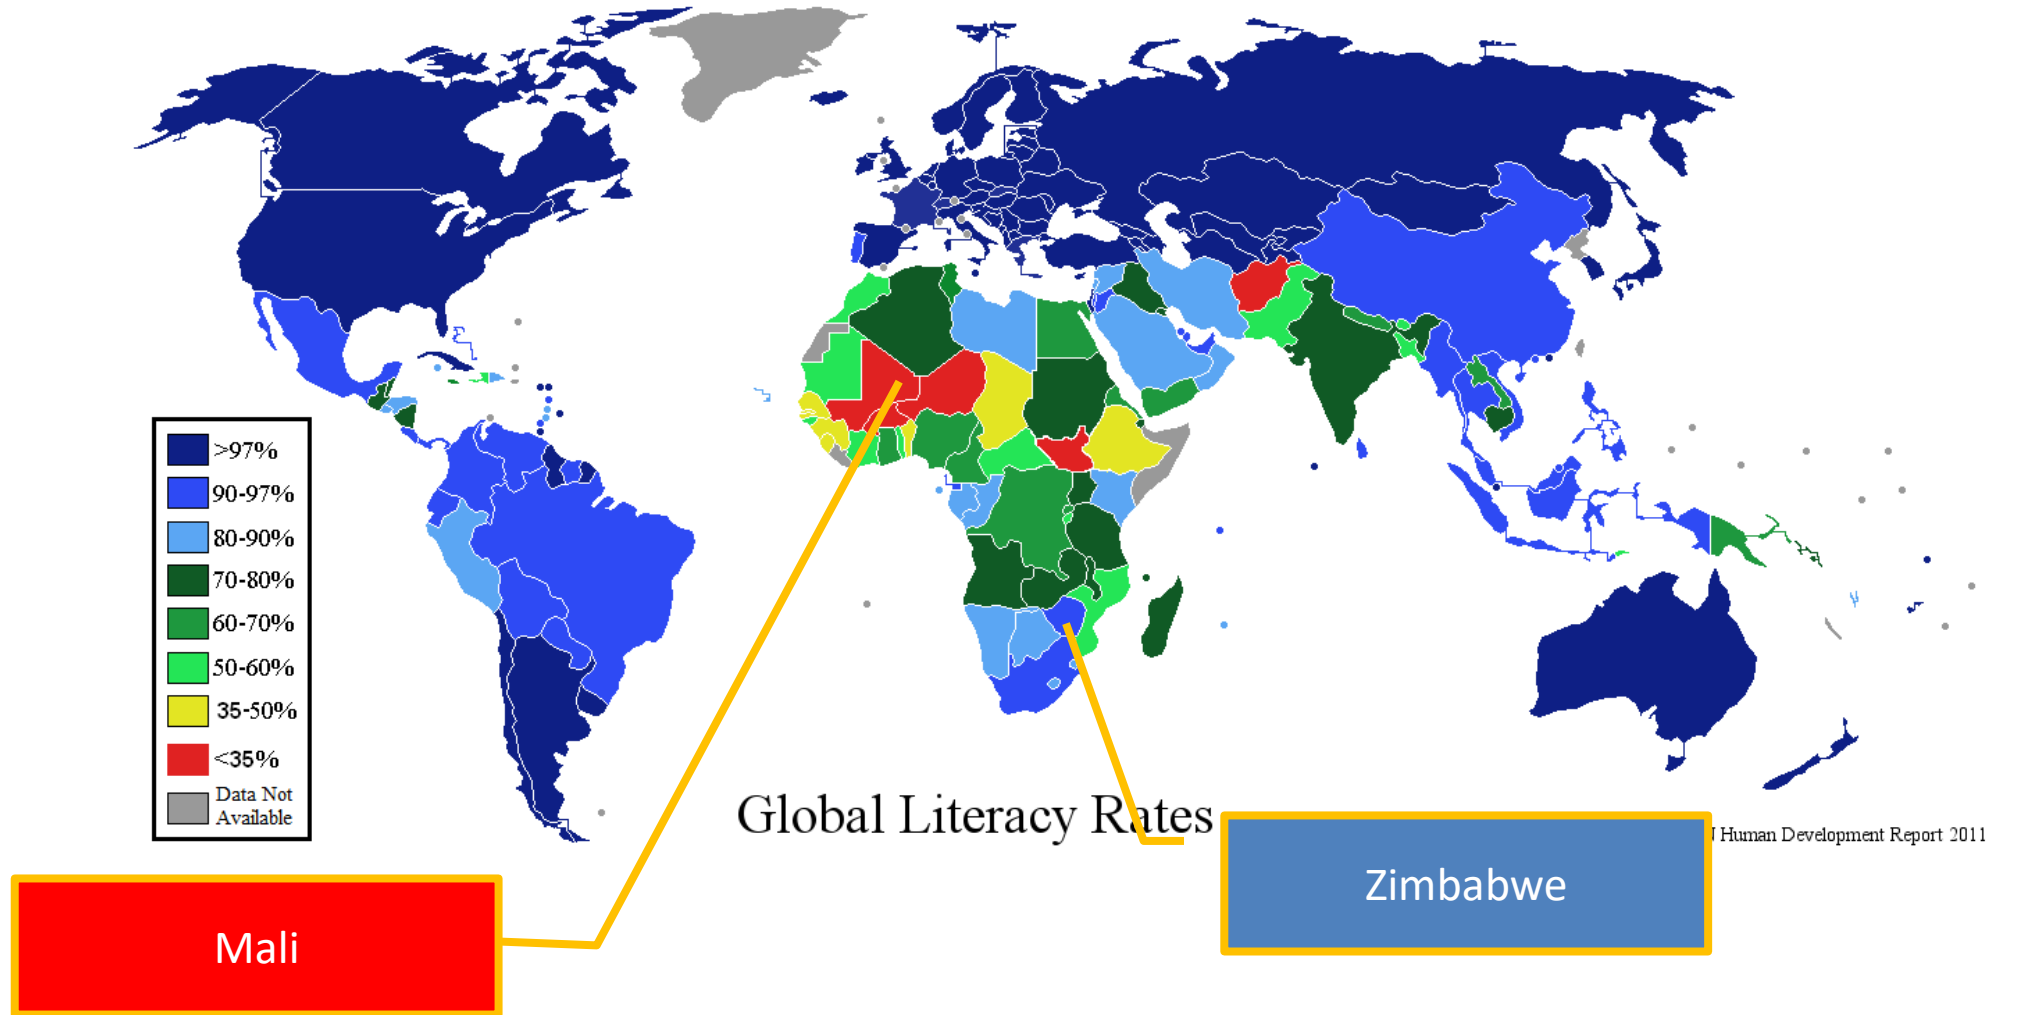 >97%
90-97%
80-90%
70-80%
60-70%
50-60%
35-50%
<35%
Data Not
Available
Global Literacy Rates
Human Development Report 2011
Zimbabwe
Mali